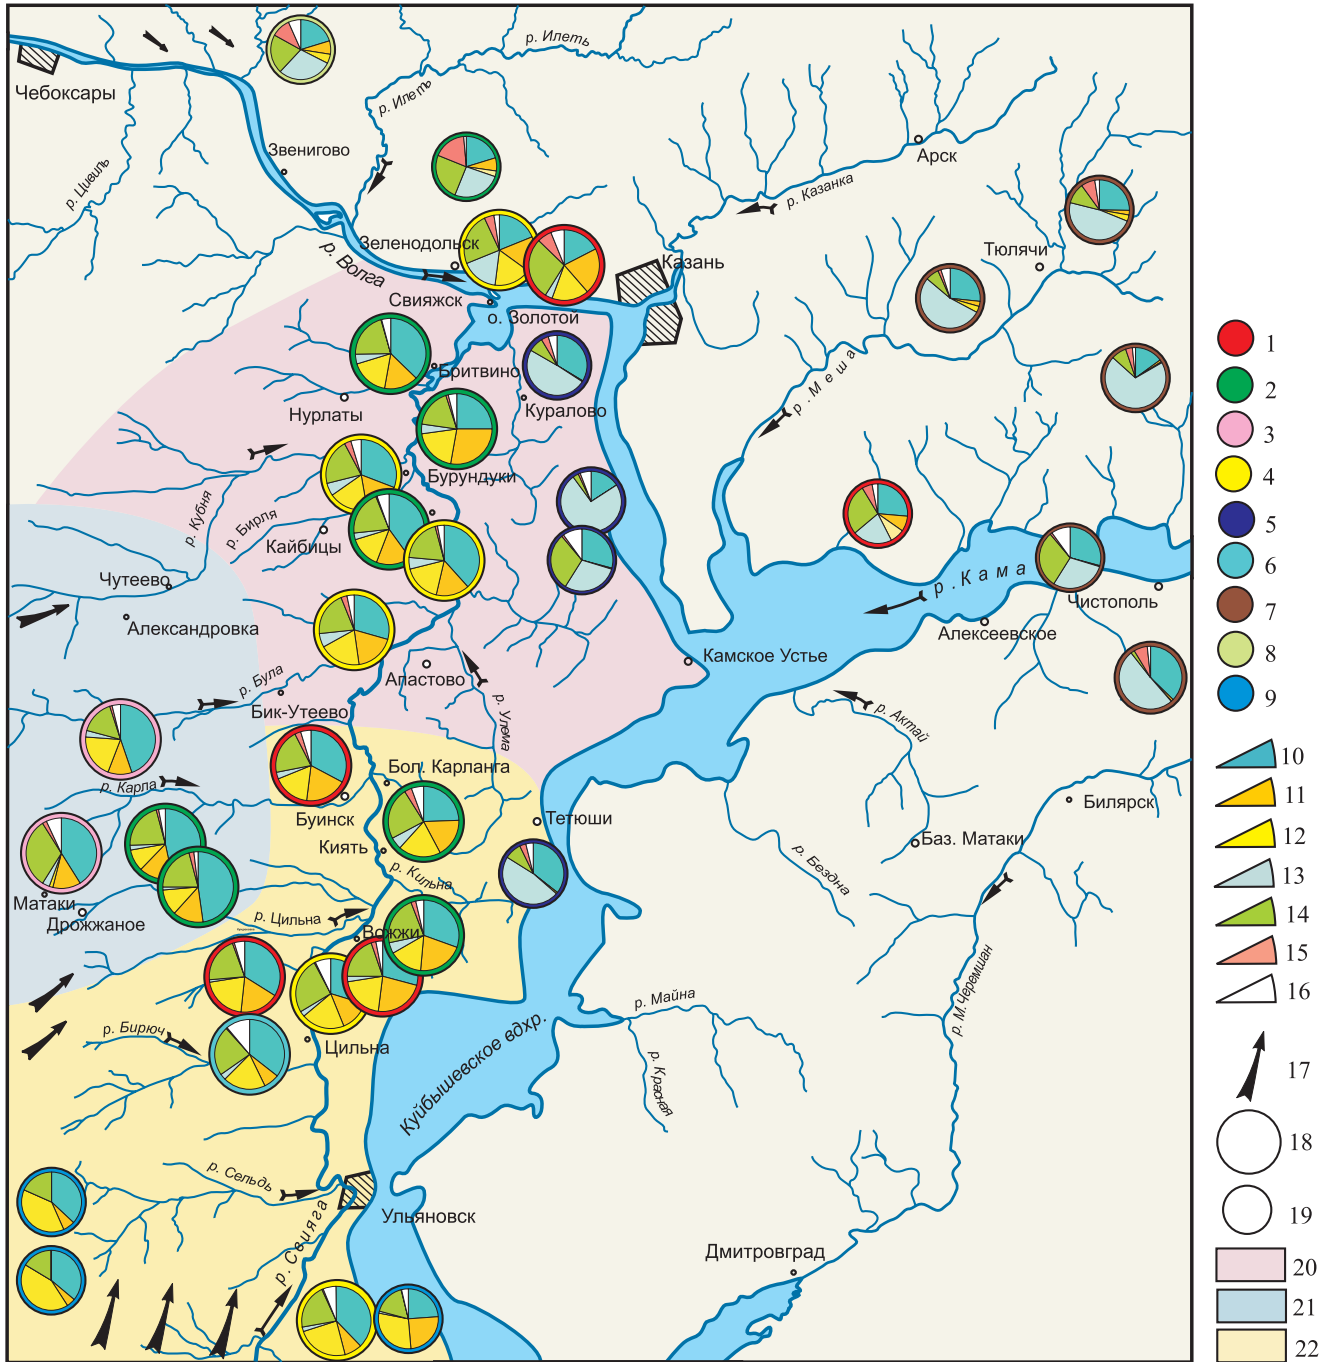 р. Илеть
Чебоксары
р. Илеть
Звенигово
Арск
р. Цивиль
р. Казанка
р. Волга
Зеленодольск
Тюлячи
Казань
Свияжск
о. Золотой
Бритвино
р. Меша
Нурлаты
Куралово
Бурундуки
р. Кубня
р. Бирля
Кайбицы
Чутеево
р. Кама
Чистополь
Александровка
Алексеевское
Камское Устье
Апастово
р. Була
Бик-Утеево
р. Улема
р. Актай
Бол. Карланга
р. Карла
Билярск
Буинск
Тетюши
Киять
Баз. Матаки
р. Кильна
р. Бездна
Матаки
Дрожжаное
р. Цильна
Вожжи
р. М.Черемшан
р. Майна
р. Бирюч
Цильна
Куйбышевское вдхр.
р. Красная
р. Сельдь
Ульяновск
р. Свияга
Дмитровград
1
2
3
4
5
6
7
8
9
10
11
12
13
14
15
16
17
18
19
20
21
22